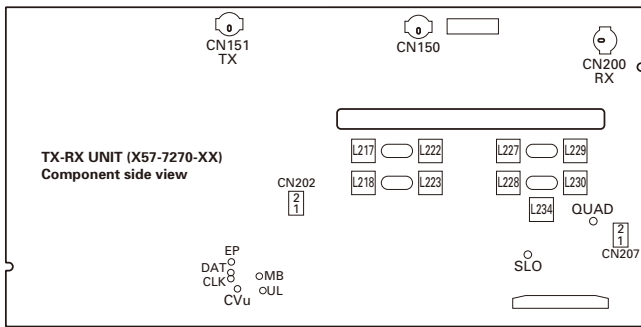 CN151
TX
CN150
CN200
RX
TX-RX UNIT (X57-7270-XX)
Component side view
L217
L222
L227
L229
L218
L223
L228
L230
L234
CN202
2
1
QUAD
2
1
CN207
SLO
EP
DAT
CLK
CVu
MB
UL